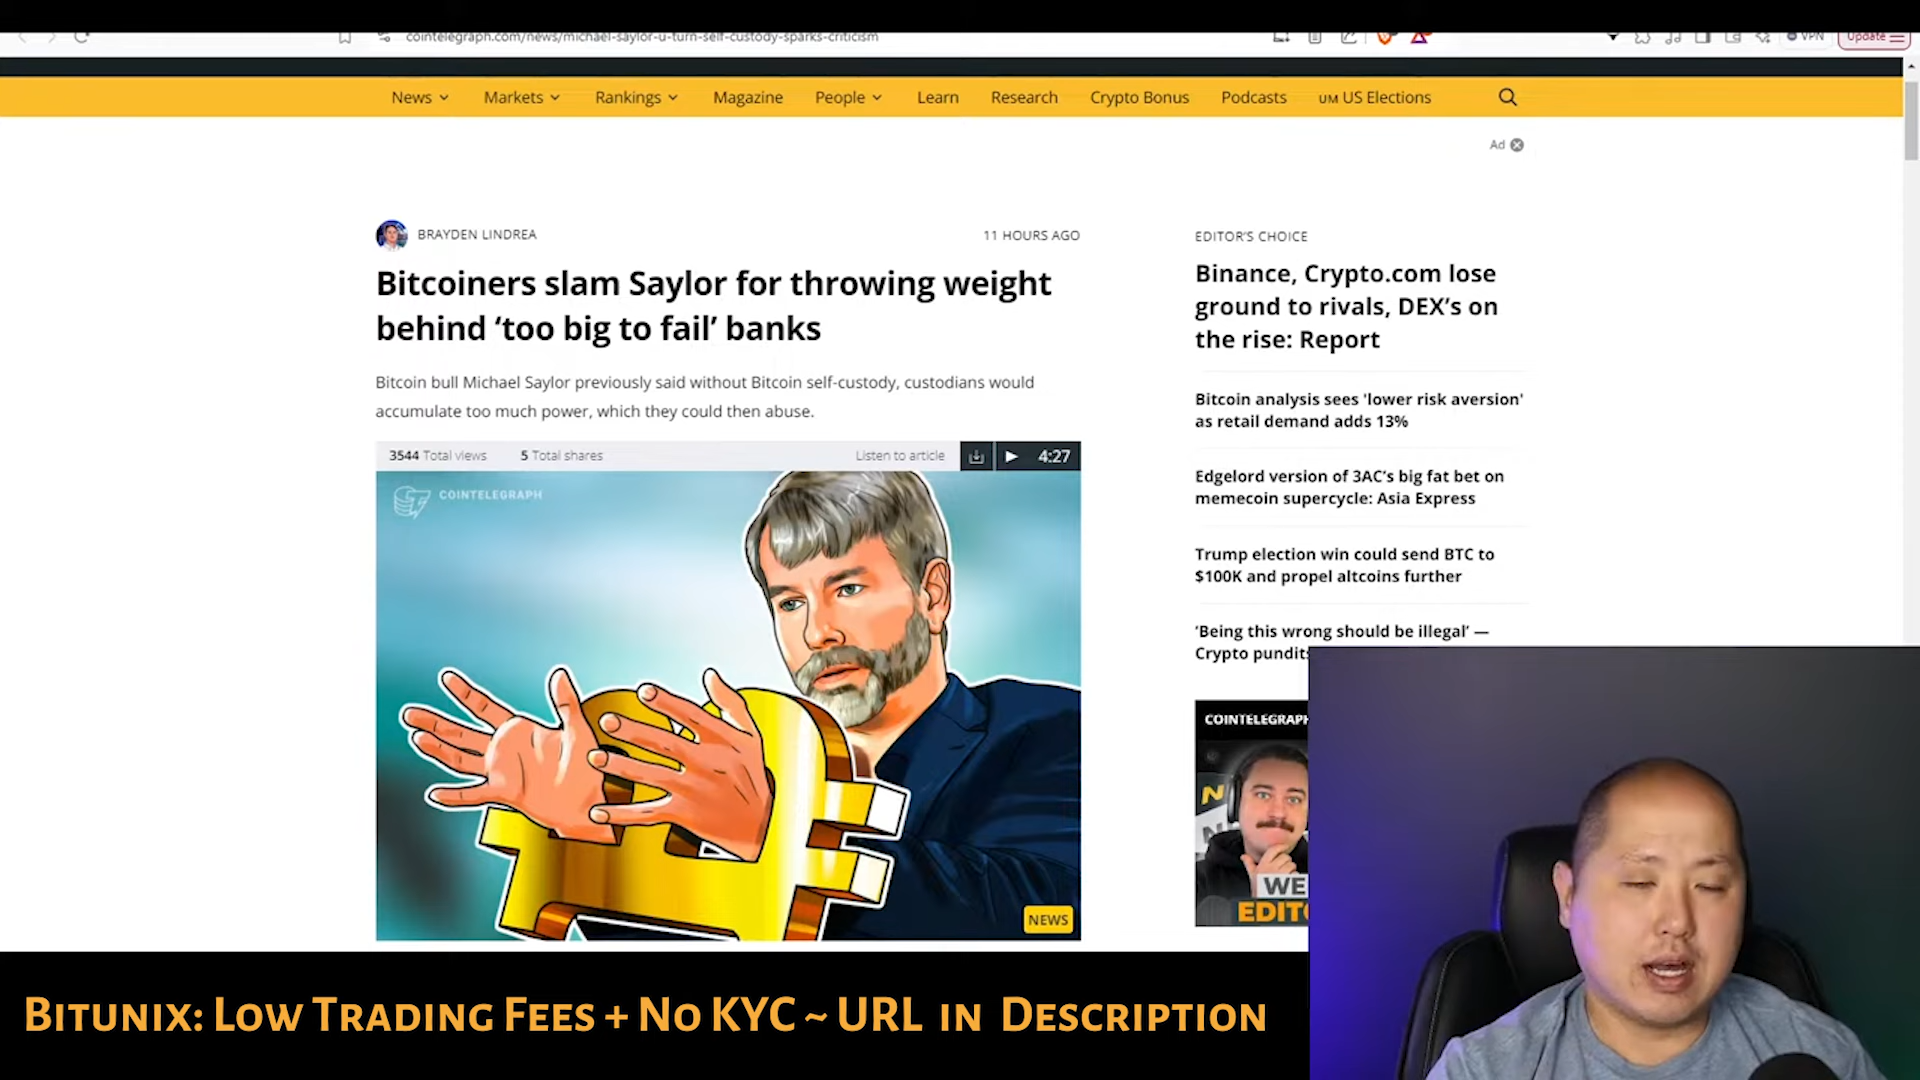 cointelegraph.com/news/michael-saylor-u-turn-self-custody-sparks-criticism
VPN
Update
News
Markets
Rankings
Magazine
People
Learn
Research
Crypto Bonus
Podcasts
UM US Elections
Ad
BRAYDEN LINDREA
11 HOURS AGO
Bitcoiners slam Saylor for throwing weight
behind ‘too big to fail’ banks
Bitcoin bull Michael Saylor previously said without Bitcoin self-custody, custodians would
accumulate too much power, which they could then abuse.
3544 Total views
5 Total shares
Listen to article
4:27
COINTELEGRAPH
NEWS
EDITOR’S CHOICE
Binance, Crypto.com lose
ground to rivals, DEX’s on
the rise: Report
Bitcoin analysis sees 'lower risk aversion'
as retail demand adds 13%
Edgelord version of 3AC’s big fat bet on
memecoin supercycle: Asia Express
Trump election win could send BTC to
$100K and propel altcoins further
‘Being this wrong should be illegal’ —
Crypto pundits
COINTELEGRAPH
WE
EDITO
Bitunix: Low Trading Fees + No KYC ~ URL in Description